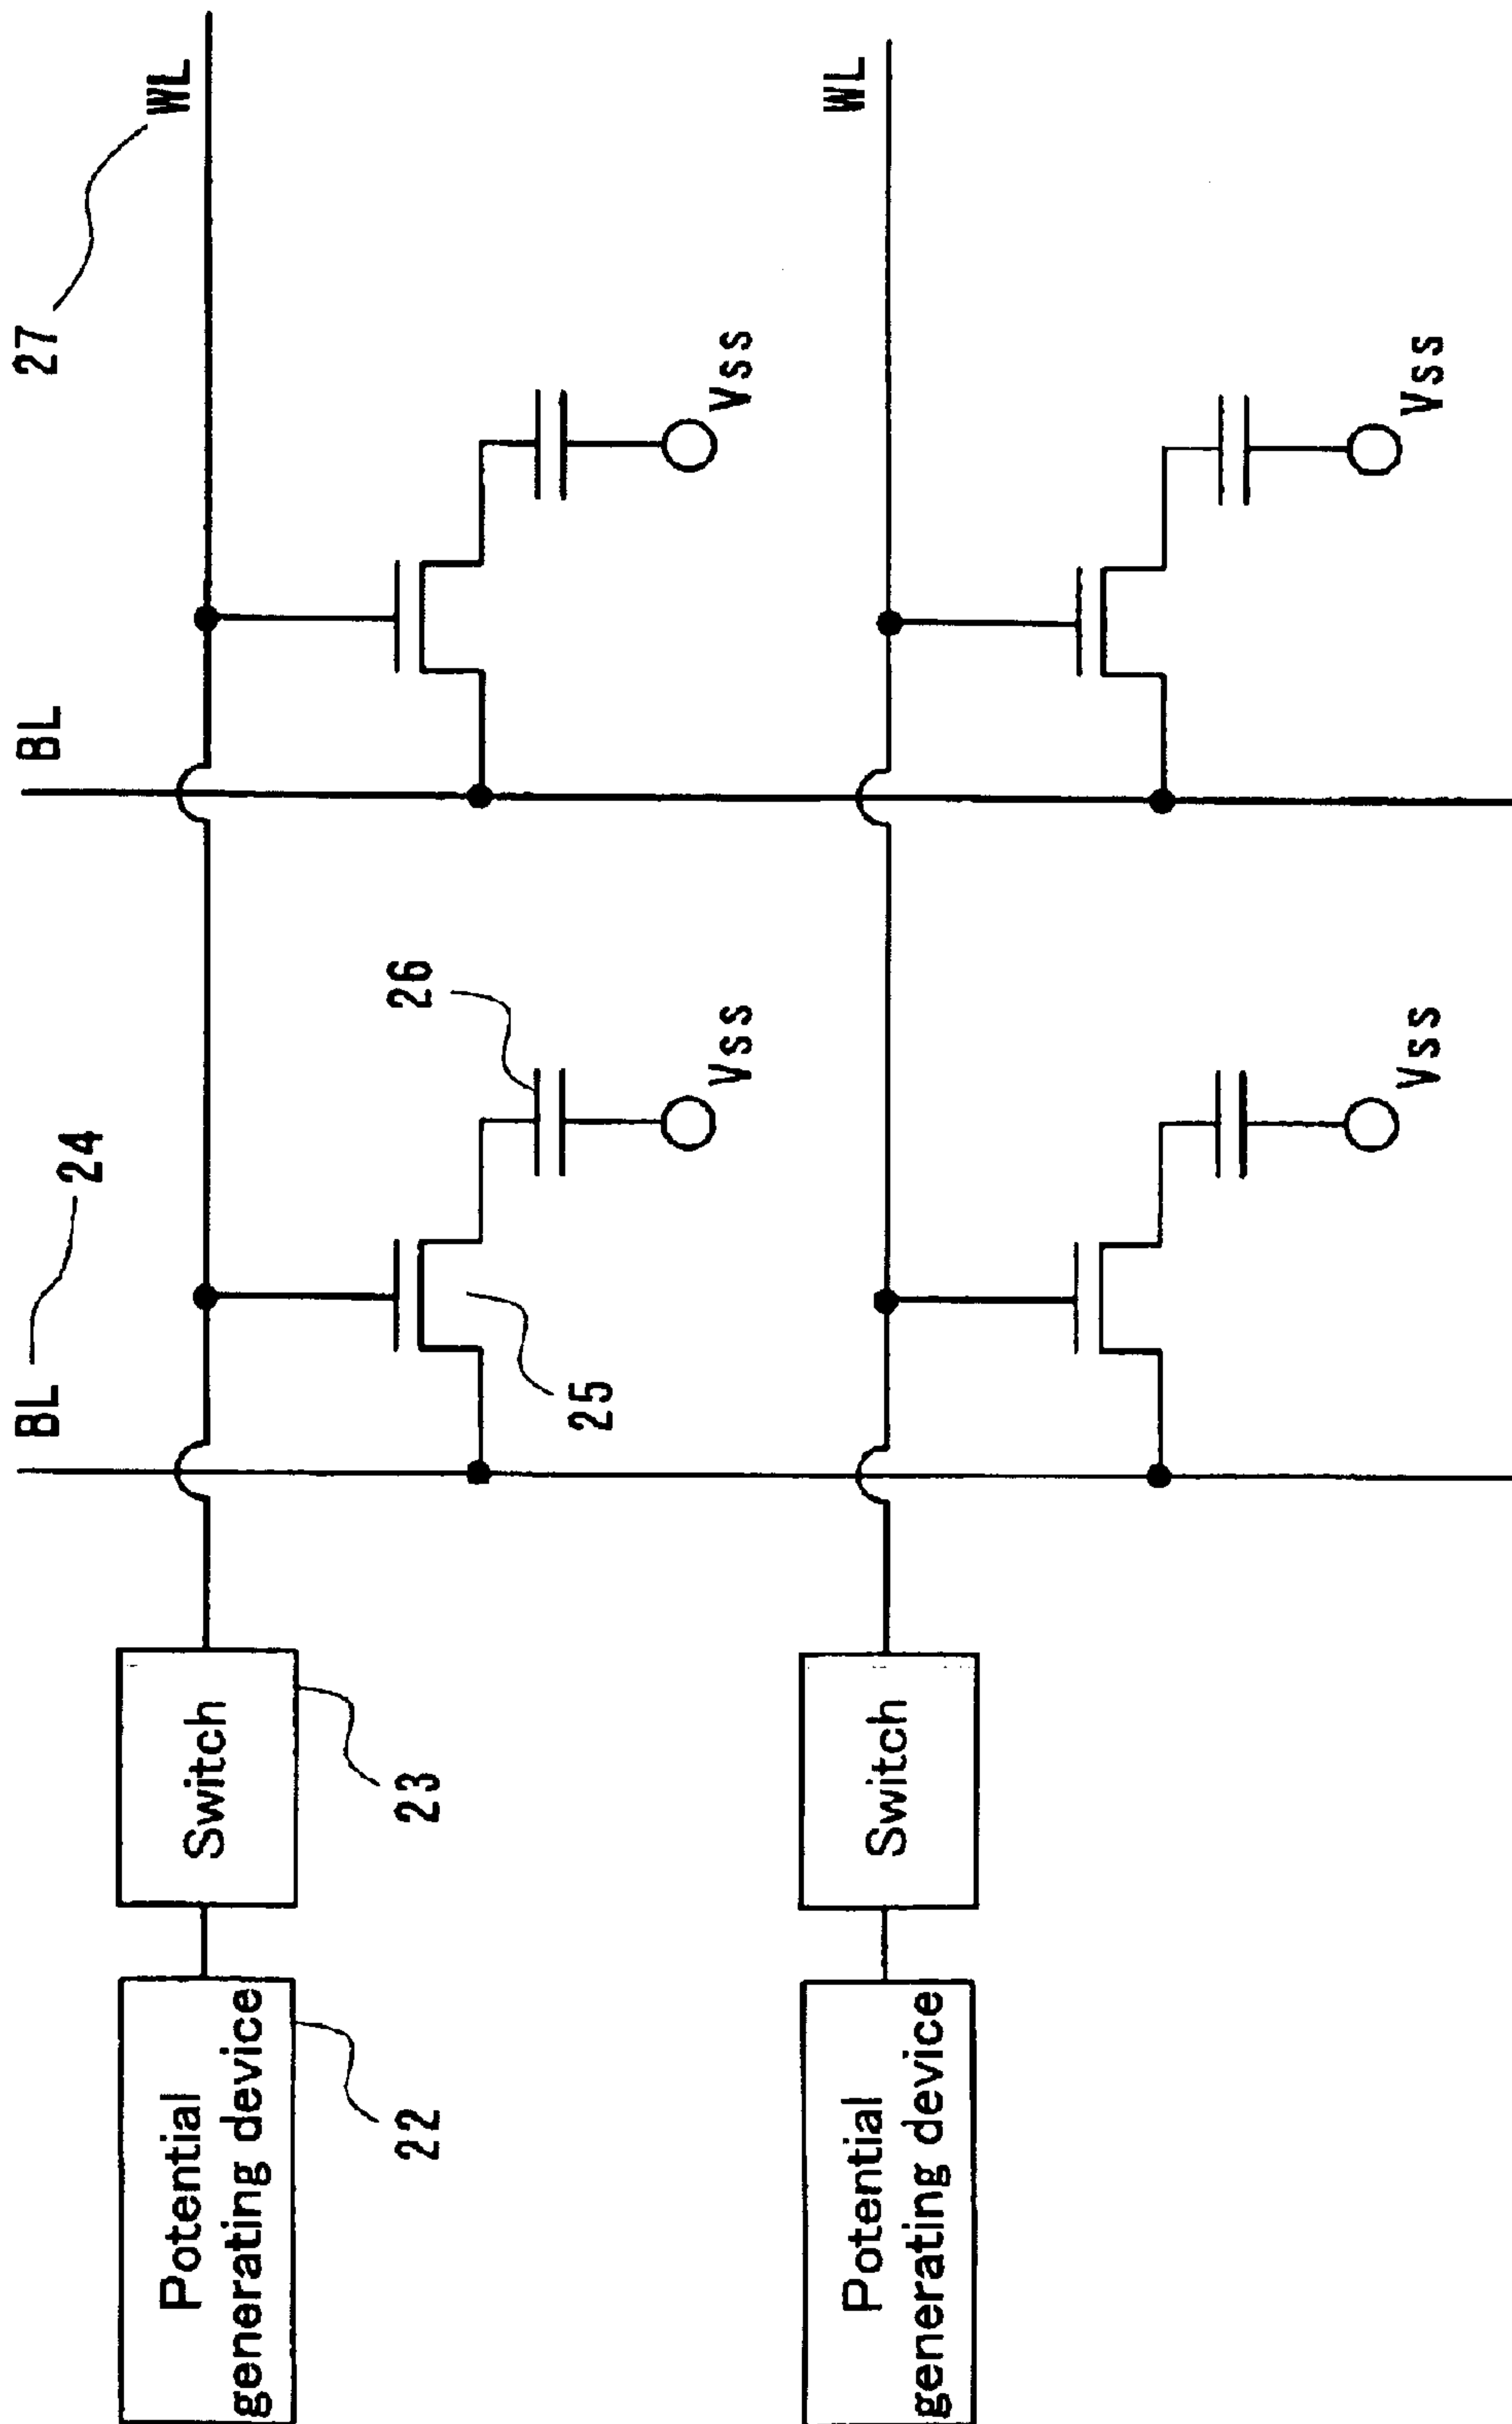 Potential
generating device
22
Switch
23
BL
24
25
26
Vss
BL
Vss
27
WL
Potential
generating device
Switch
Vss
Vss
WL